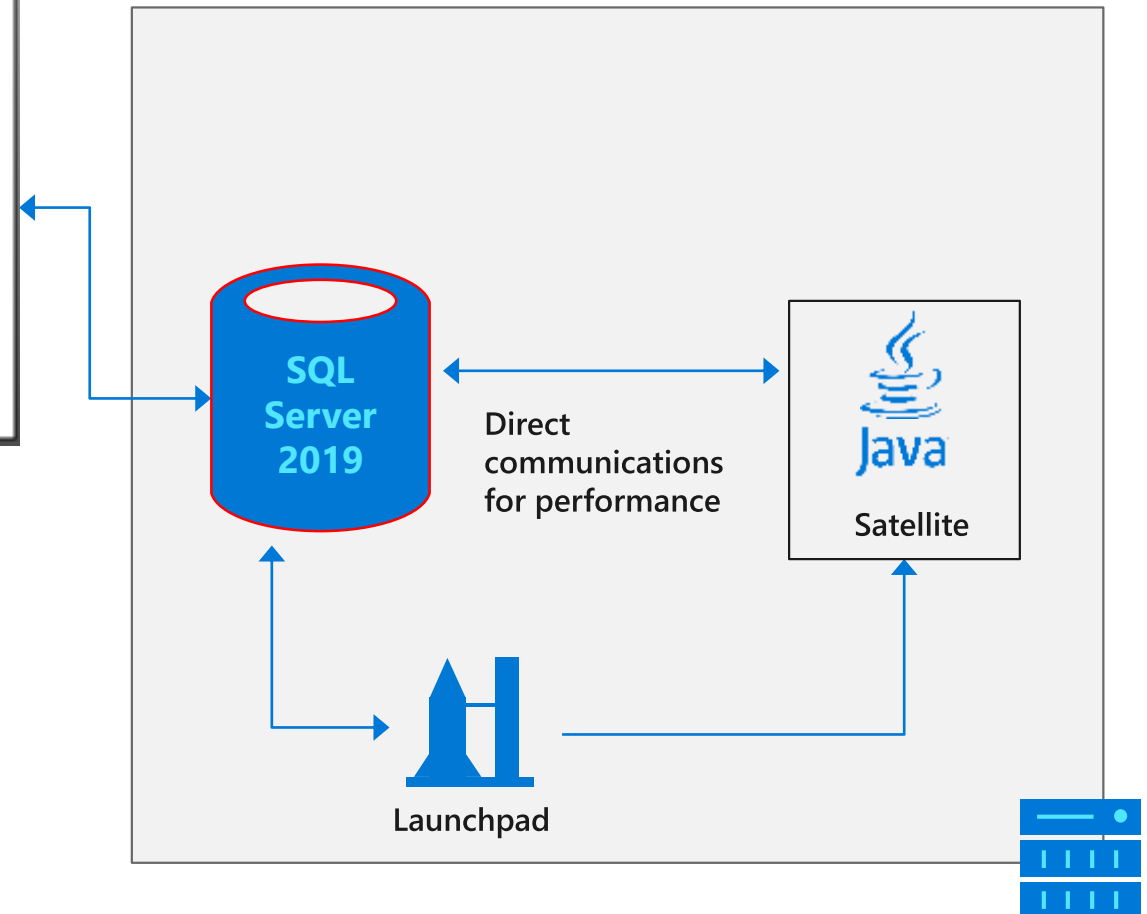 SQL
Server
2019
Direct
communications
for performance
Java
Satellite
Launchpad